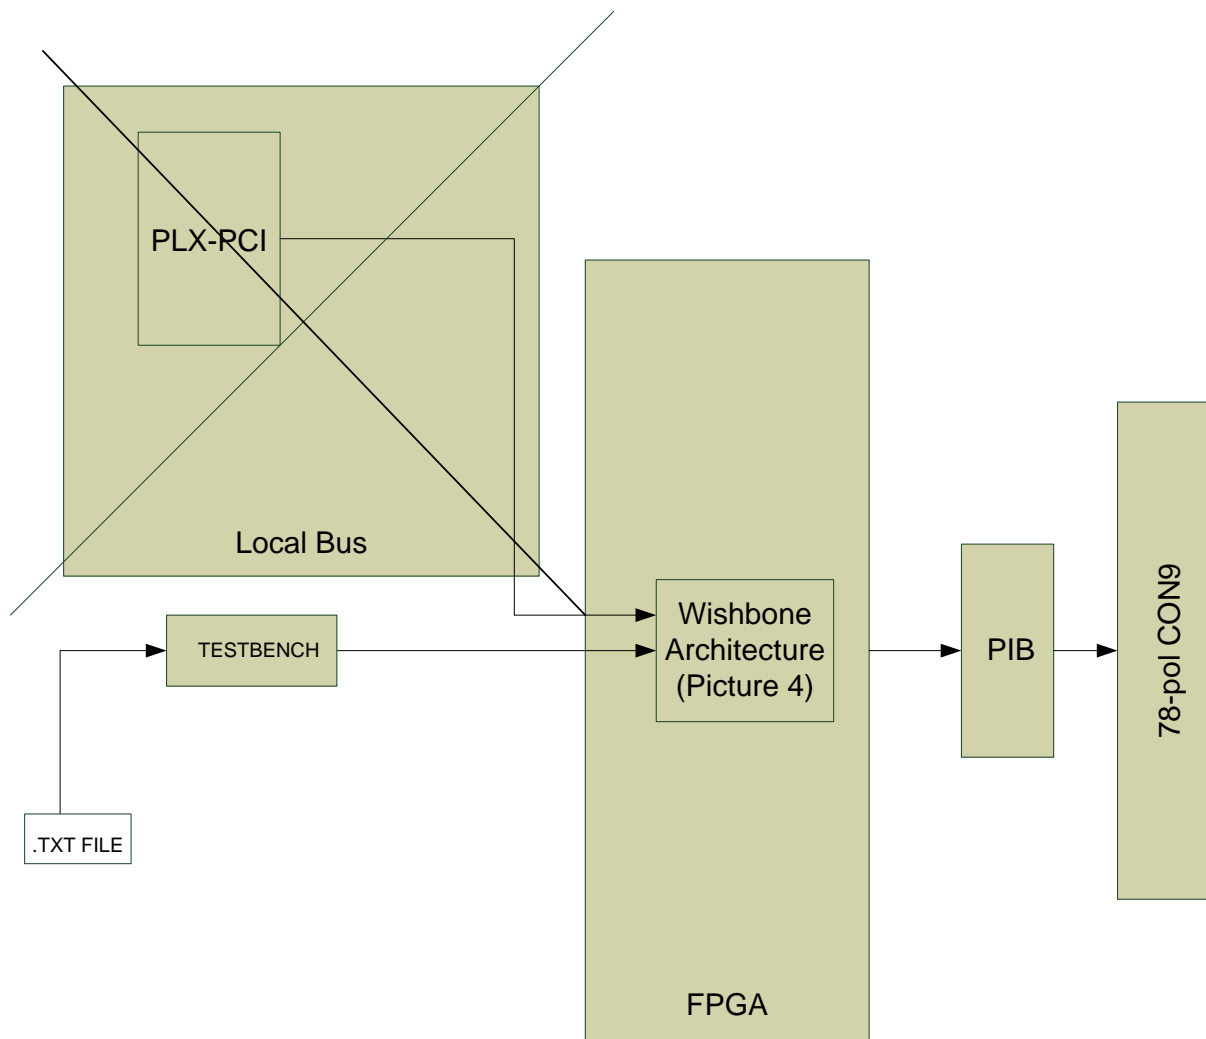 PLX-PCI
Local Bus
TESTBENCH
.TXT FILE
Wishbone
Architecture
(Picture 4)
FPGA
PIB
78-pol CON9